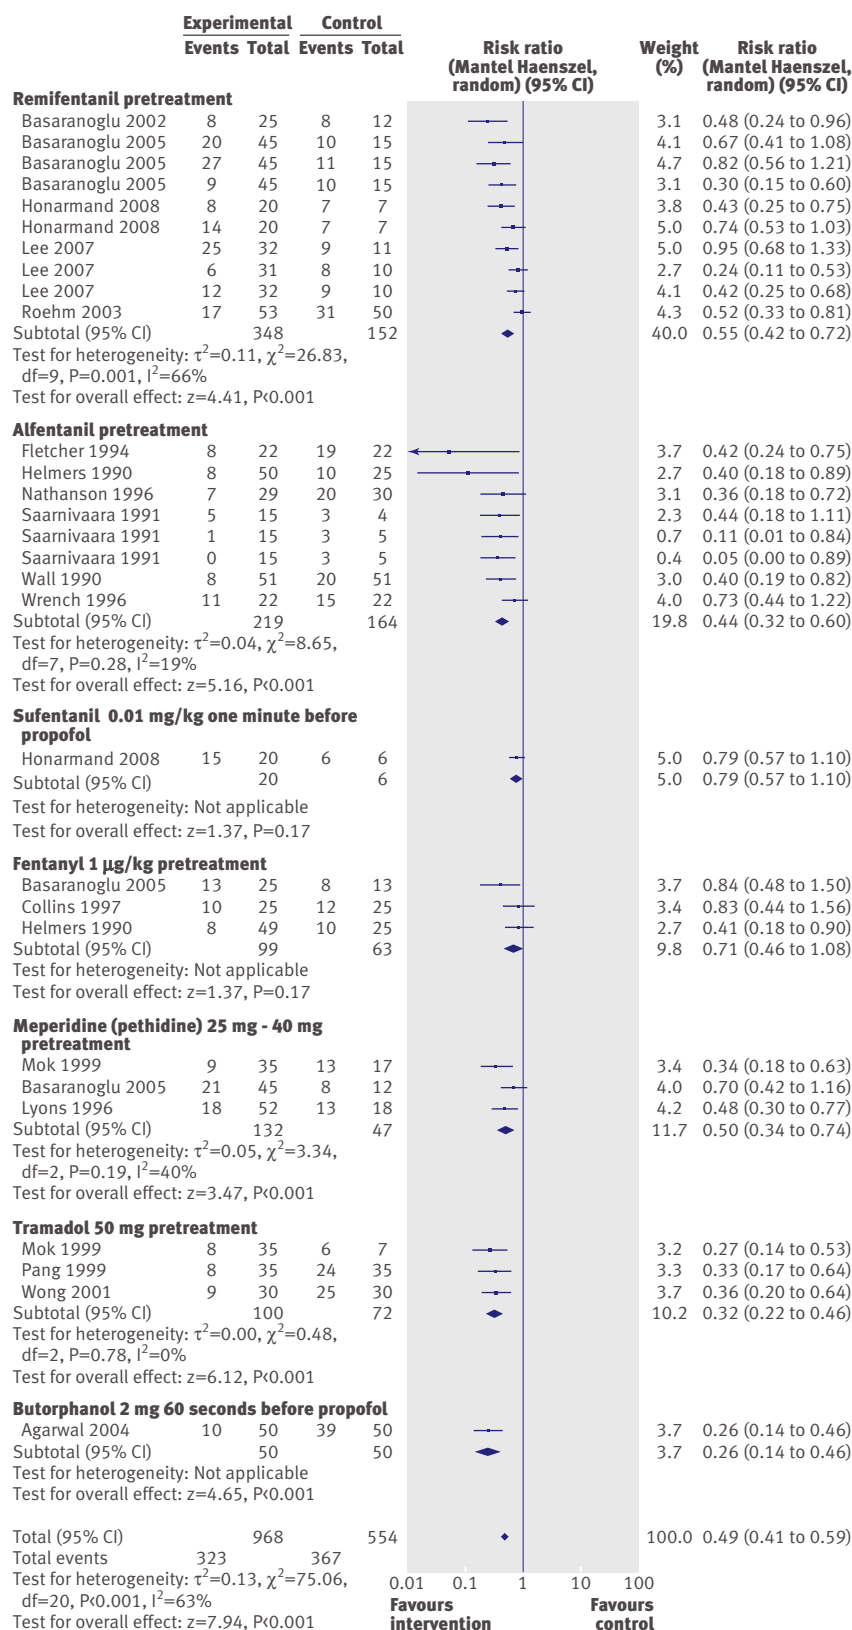 Experimental Control
Events Total Events Total Risk ratio Weight Risk ratio
(Mantel Haenszel, (%) (Mantel Haenszel,
random) (95% CI) random) (95% CI)
Remifentanil pretreatment
Basaranoglu 2002 8 25 8 12 3.1 0.48 (0.24 to 0.96)
Basaranoglu 2005 20 45 10 15 4.1 0.67 (0.41 to 1.08)
Basaranoglu 2005 27 45 11 15 4.7 0.82 (0.56 to 1.21)
Basaranoglu 2005 9 45 10 15 3.1 0.30 (0.15 to 0.60)
Honarmand 2008 8 20 7 7 3.8 0.43 (0.25 to 0.75)
Honarmand 2008 14 20 7 7 5.0 0.74 (0.53 to 1.03)
Lee 2007 25 32 9 11 5.0 0.95 (0.68 to 1.33)
Lee 2007 6 31 8 10 2.7 0.24 (0.11 to 0.53)
Lee 2007 12 32 9 10 4.1 0.42 (0.25 to 0.68)
Roehm 2003 17 53 31 50 4.3 0.52 (0.33 to 0.81)
Subtotal (95% CI) 348 152 40.0 0.55 (0.42 to 0.72)
Test for heterogeneity: τ²=0.11, χ²=26.83,
df=9, P=0.001, I²=66%
Test for overall effect: z=4.41, P<0.001
Alfentanil pretreatment
Fletcher 1994 8 22 19 22 3.7 0.42 (0.24 to 0.75)
Helmers 1990 8 50 10 25 2.7 0.40 (0.18 to 0.89)
Nathanson 1996 7 29 20 30 3.1 0.36 (0.18 to 0.72)
Saarnivaara 1991 5 15 3 4 2.3 0.44 (0.18 to 1.11)
Saarnivaara 1991 1 15 3 5 0.7 0.11 (0.01 to 0.84)
Saarnivaara 1991 0 15 3 5 0.4 0.05 (0.00 to 0.89)
Wall 1990 8 51 20 51 3.0 0.40 (0.19 to 0.82)
Wrench 1996 11 22 15 22 4.0 0.73 (0.44 to 1.22)
Subtotal (95% CI) 219 164 19.8 0.44 (0.32 to 0.60)
Test for heterogeneity: τ²=0.04, χ²=8.65,
df=7, P=0.28, I²=19%
Test for overall effect: z=5.16, P<0.001
Sufentanil 0.01 mg/kg one minute before
propofol
Honarmand 2008 15 20 6 6 5.0 0.79 (0.57 to 1.10)
Subtotal (95% CI) 20 6 5.0 0.79 (0.57 to 1.10)
Test for heterogeneity: Not applicable
Test for overall effect: z=1.37, P=0.17
Fentanyl 1 µg/kg pretreatment
Basaranoglu 2005 13 25 8 13 3.7 0.84 (0.48 to 1.50)
Collins 1997 10 25 12 25 3.4 0.83 (0.44 to 1.56)
Helmers 1990 8 49 10 25 2.7 0.41 (0.18 to 0.90)
Subtotal (95% CI) 99 63 9.8 0.71 (0.46 to 1.08)
Test for heterogeneity: Not applicable
Test for overall effect: z=1.37, P=0.17
Meperidine (pethidine) 25 mg - 40 mg
pretreatment
Mok 1999 9 35 13 17 3.4 0.34 (0.18 to 0.63)
Basaranoglu 2005 21 45 8 12 4.0 0.70 (0.42 to 1.16)
Lyons 1996 18 52 13 18 4.2 0.48 (0.30 to 0.77)
Subtotal (95% CI) 132 47 11.7 0.50 (0.34 to 0.74)
Test for heterogeneity: τ²=0.05, χ²=3.34,
df=2, P=0.19, I²=40%
Test for overall effect: z=3.47, P<0.001
Tramadol 50 mg pretreatment
Mok 1999 8 35 6 7 3.2 0.27 (0.14 to 0.53)
Pang 1999 8 35 24 35 3.3 0.33 (0.17 to 0.64)
Wong 2001 9 30 25 30 3.7 0.36 (0.20 to 0.64)
Subtotal (95% CI) 100 72 10.2 0.32 (0.22 to 0.46)
Test for heterogeneity: τ²=0.00, χ²=0.48,
df=2, P=0.78, I²=0%
Test for overall effect: z=6.12, P<0.001
Butorphanol 2 mg 60 seconds before propofol
Agarwal 2004 10 50 39 50 3.7 0.26 (0.14 to 0.46)
Subtotal (95% CI) 50 50 3.7 0.26 (0.14 to 0.46)
Test for heterogeneity: Not applicable
Test for overall effect: z=4.65, P<0.001
Total (95% CI) 968 554 100.0 0.49 (0.41 to 0.59)
Total events 323 367
Test for heterogeneity: τ²=0.13, χ²=75.06,
df=20, P<0.001, I²=63%
Test for overall effect: z=7.94, P<0.001
0.01 0.1 1 10 100
Favours Favours
intervention control